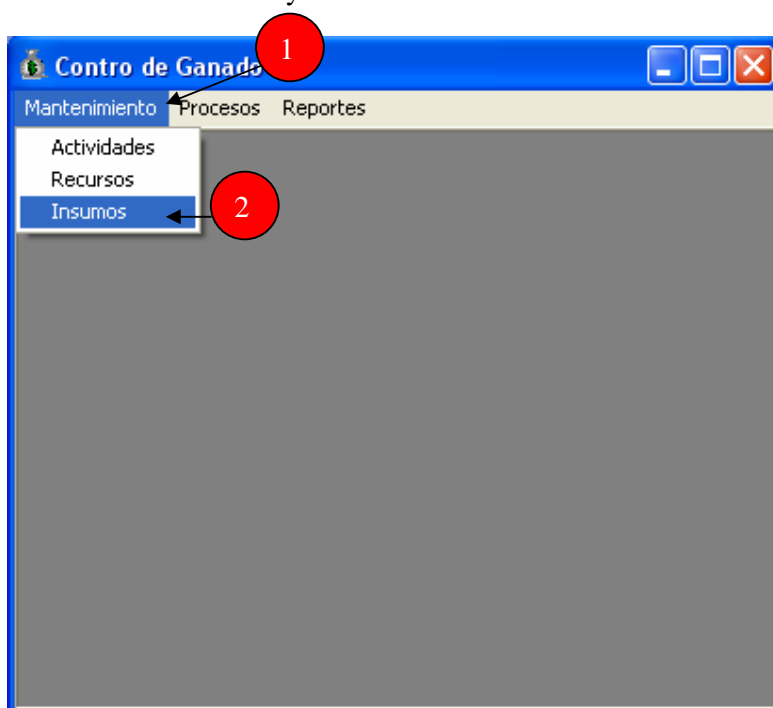 y
1
Contro de Ganado
Mantenimiento Procesos Reportes
Actividades
Recursos
Insumos
2